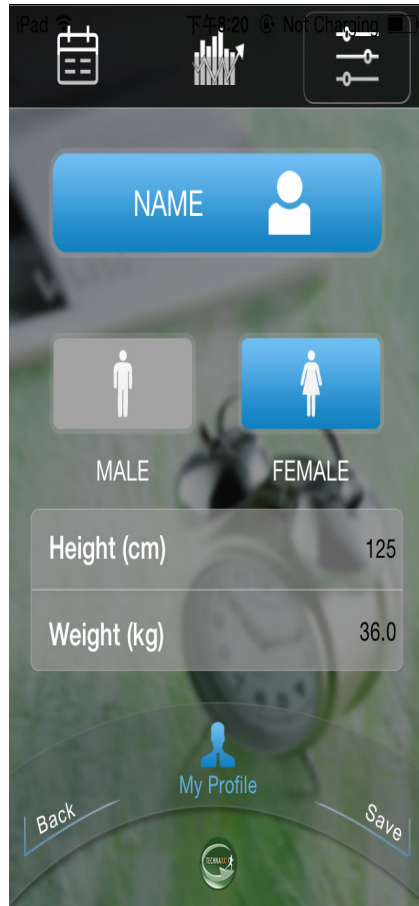 iPad 下午8:20 Not Charging
NAME
MALE FEMALE
Height (cm) 125
Weight (kg) 36.0
My Profile
Back Save
TECHNAXX